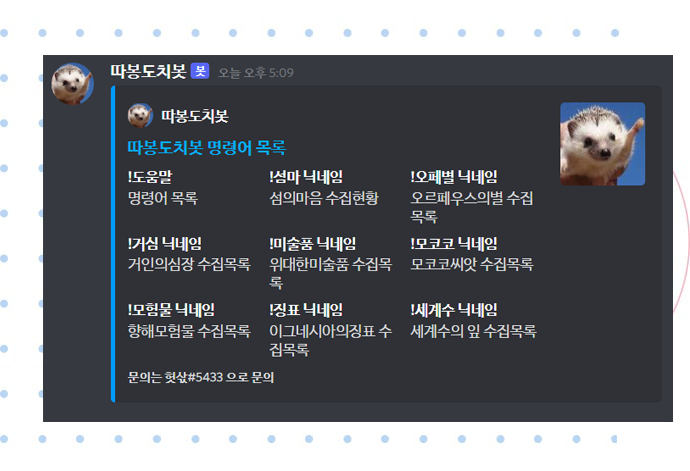 따봉도치봇 봇 오늘 오후 5:09
따봉도치봇
따봉도치봇 명령어 목록
!도움말
명령어 목록
!섬마 닉네임
섬의마음 수집현황
!오페별 닉네임
오르페우스의별 수집
목록
!거심 닉네임
거인의심장 수집목록
!미술품 닉네임
위대한미술품 수집목
록
!모코코 닉네임
모코코씨앗 수집목록
!모험물 닉네임
항해모험물 수집목록
!징표 닉네임
이그네시아의징표 수
집목록
!세계수 닉네임
세계수의 잎 수집목록
문의는 혓삯#5433 으로 문의